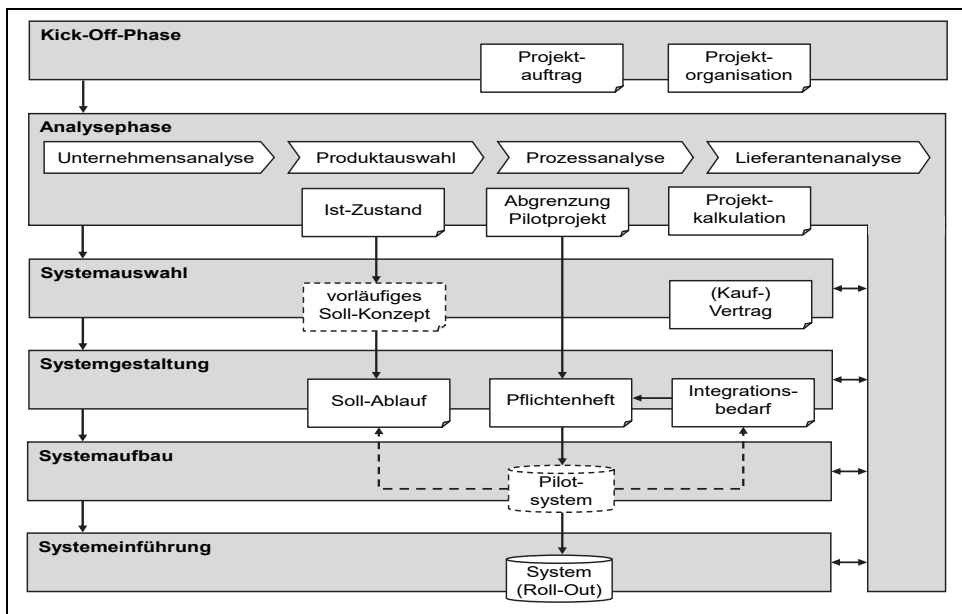 Kick-Off-Phase
Projekt-
auftrag
Projekt-
organisation
Analysephase
Unternehmensanalyse
Produktauswahl
Prozessanalyse
Lieferantenanalyse
Ist-Zustand
Abgrenzung
Pilotprojekt
Projekt-
kalkulation
Systemauswahl
vorläufiges
Soll-Konzept
(Kauf-)
Vertrag
Systemgestaltung
Soll-Ablauf
Pflichtenheft
Integrations-
bedarf
Systemaufbau
Pilot-
system
Systemeinführung
System
(Roll-Out)